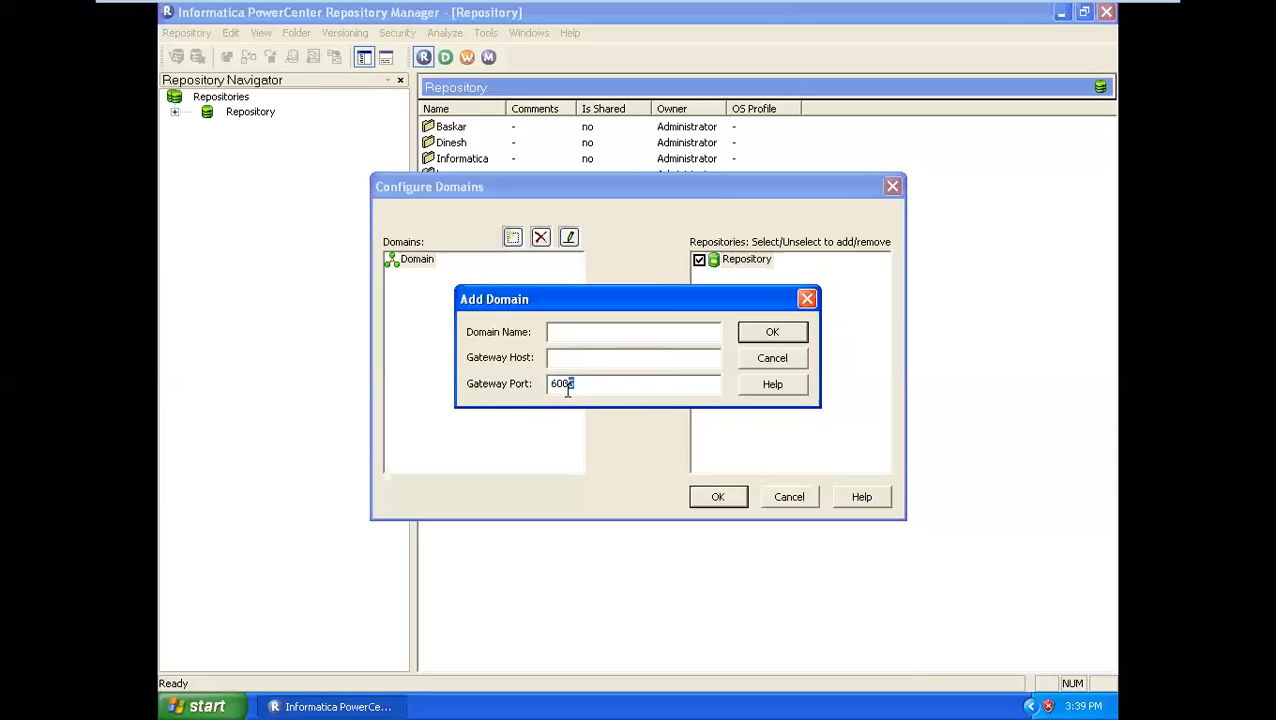 Informatica PowerCenter Repository Manager - [Repository]
Repository Edit View Folder Versioning Security Analyze Tools Windows Help
R D W M
Repository Navigator
Repositories
Repository
Repository
Name Comments Is Shared Owner OS Profile
Baskar - no Administrator -
Dinesh - no Administrator -
Informatica - no Administrator -
Configure Domains
Domains:
Repositories: Select/Unselect to add/remove
Domain
Repository
Add Domain
Domain Name:
OK
Gateway Host:
Cancel
Gateway Port:
Help
OK Cancel Help
Ready
NUM
start
Informatica PowerCe...
3:39 PM